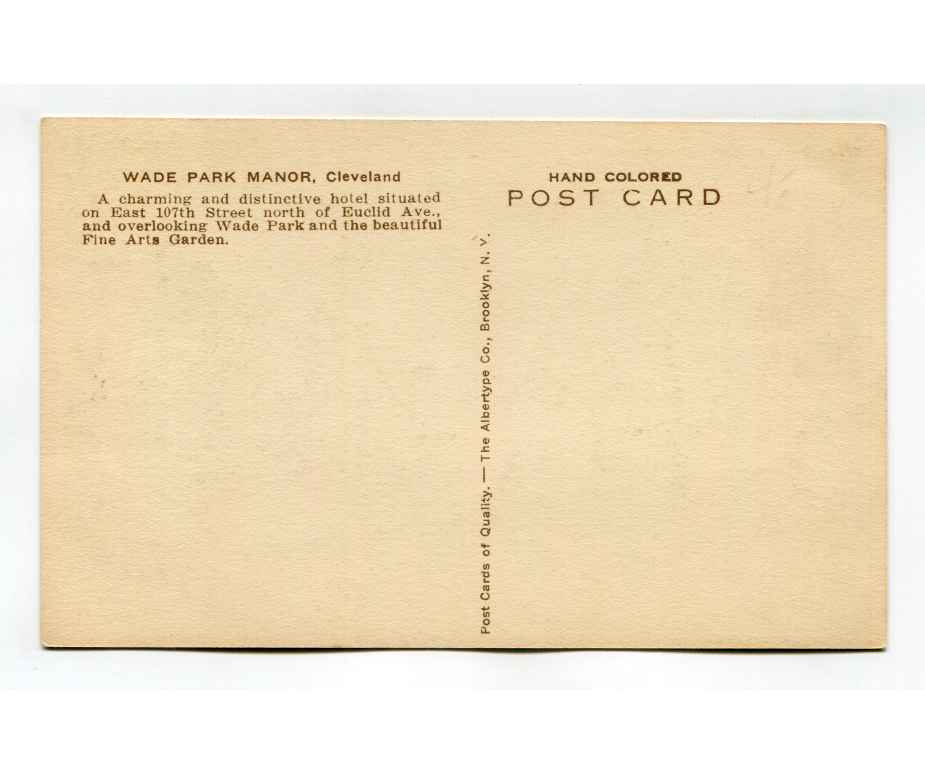 WADE PARK MANOR, Cleveland
A charming and distinctive hotel situated
on East 107th Street north of Euclid Ave.,
and overlooking Wade Park and the beautiful
Fine Arts Garden.
Post Cards of Quality. — The Albertype Co., Brooklyn, N. Y.
HAND COLORED
POST CARD